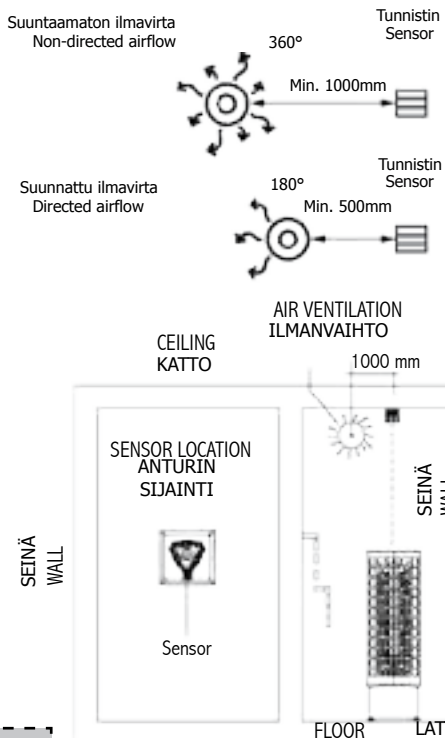 Suuntaamaton ilmavirta
Non-directed airflow
360°
Tunnistin
Sensor
Min. 1000mm
Suunnattu ilmavirta
Directed airflow
180°
Tunnistin
Sensor
Min. 500mm
AIR VENTILATION
ILMANVAIHTO
CEILING
KATTO
1000 mm
SENSOR LOCATION
ANTURIN
SIJAINTI
SEINÄ
WALL
SEINÄ
Sensor
FLOOR
LAT